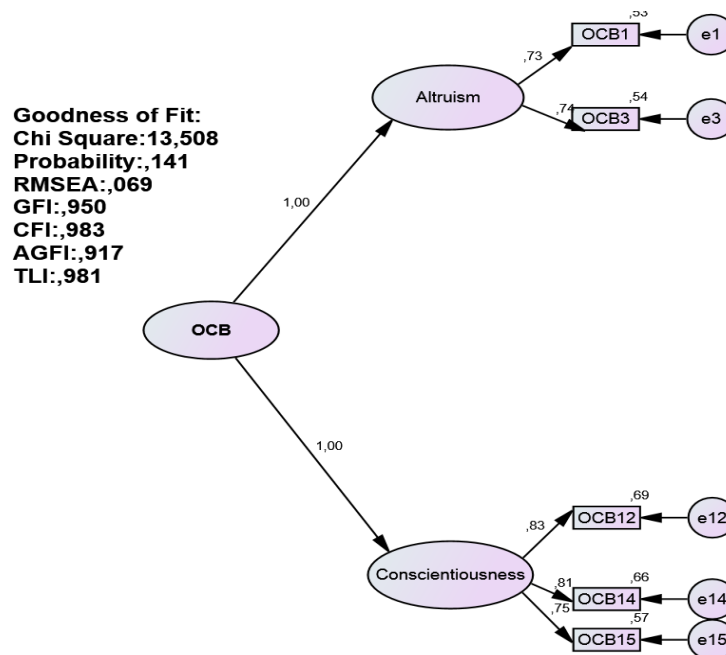 Goodness of Fit:
Chi Square:13,508
Probability:,141
RMSEA:,069
GFI:,950
CFI:,983
AGFI:,917
TLI:,981
OCB
1,00
1,00
Altruism
,73
,74
,53
OCB1
e1
,54
OCB3
e3
Conscientiousness
,83
,81
,75
,69
OCB12
e12
,66
OCB14
e14
,57
OCB15
e15